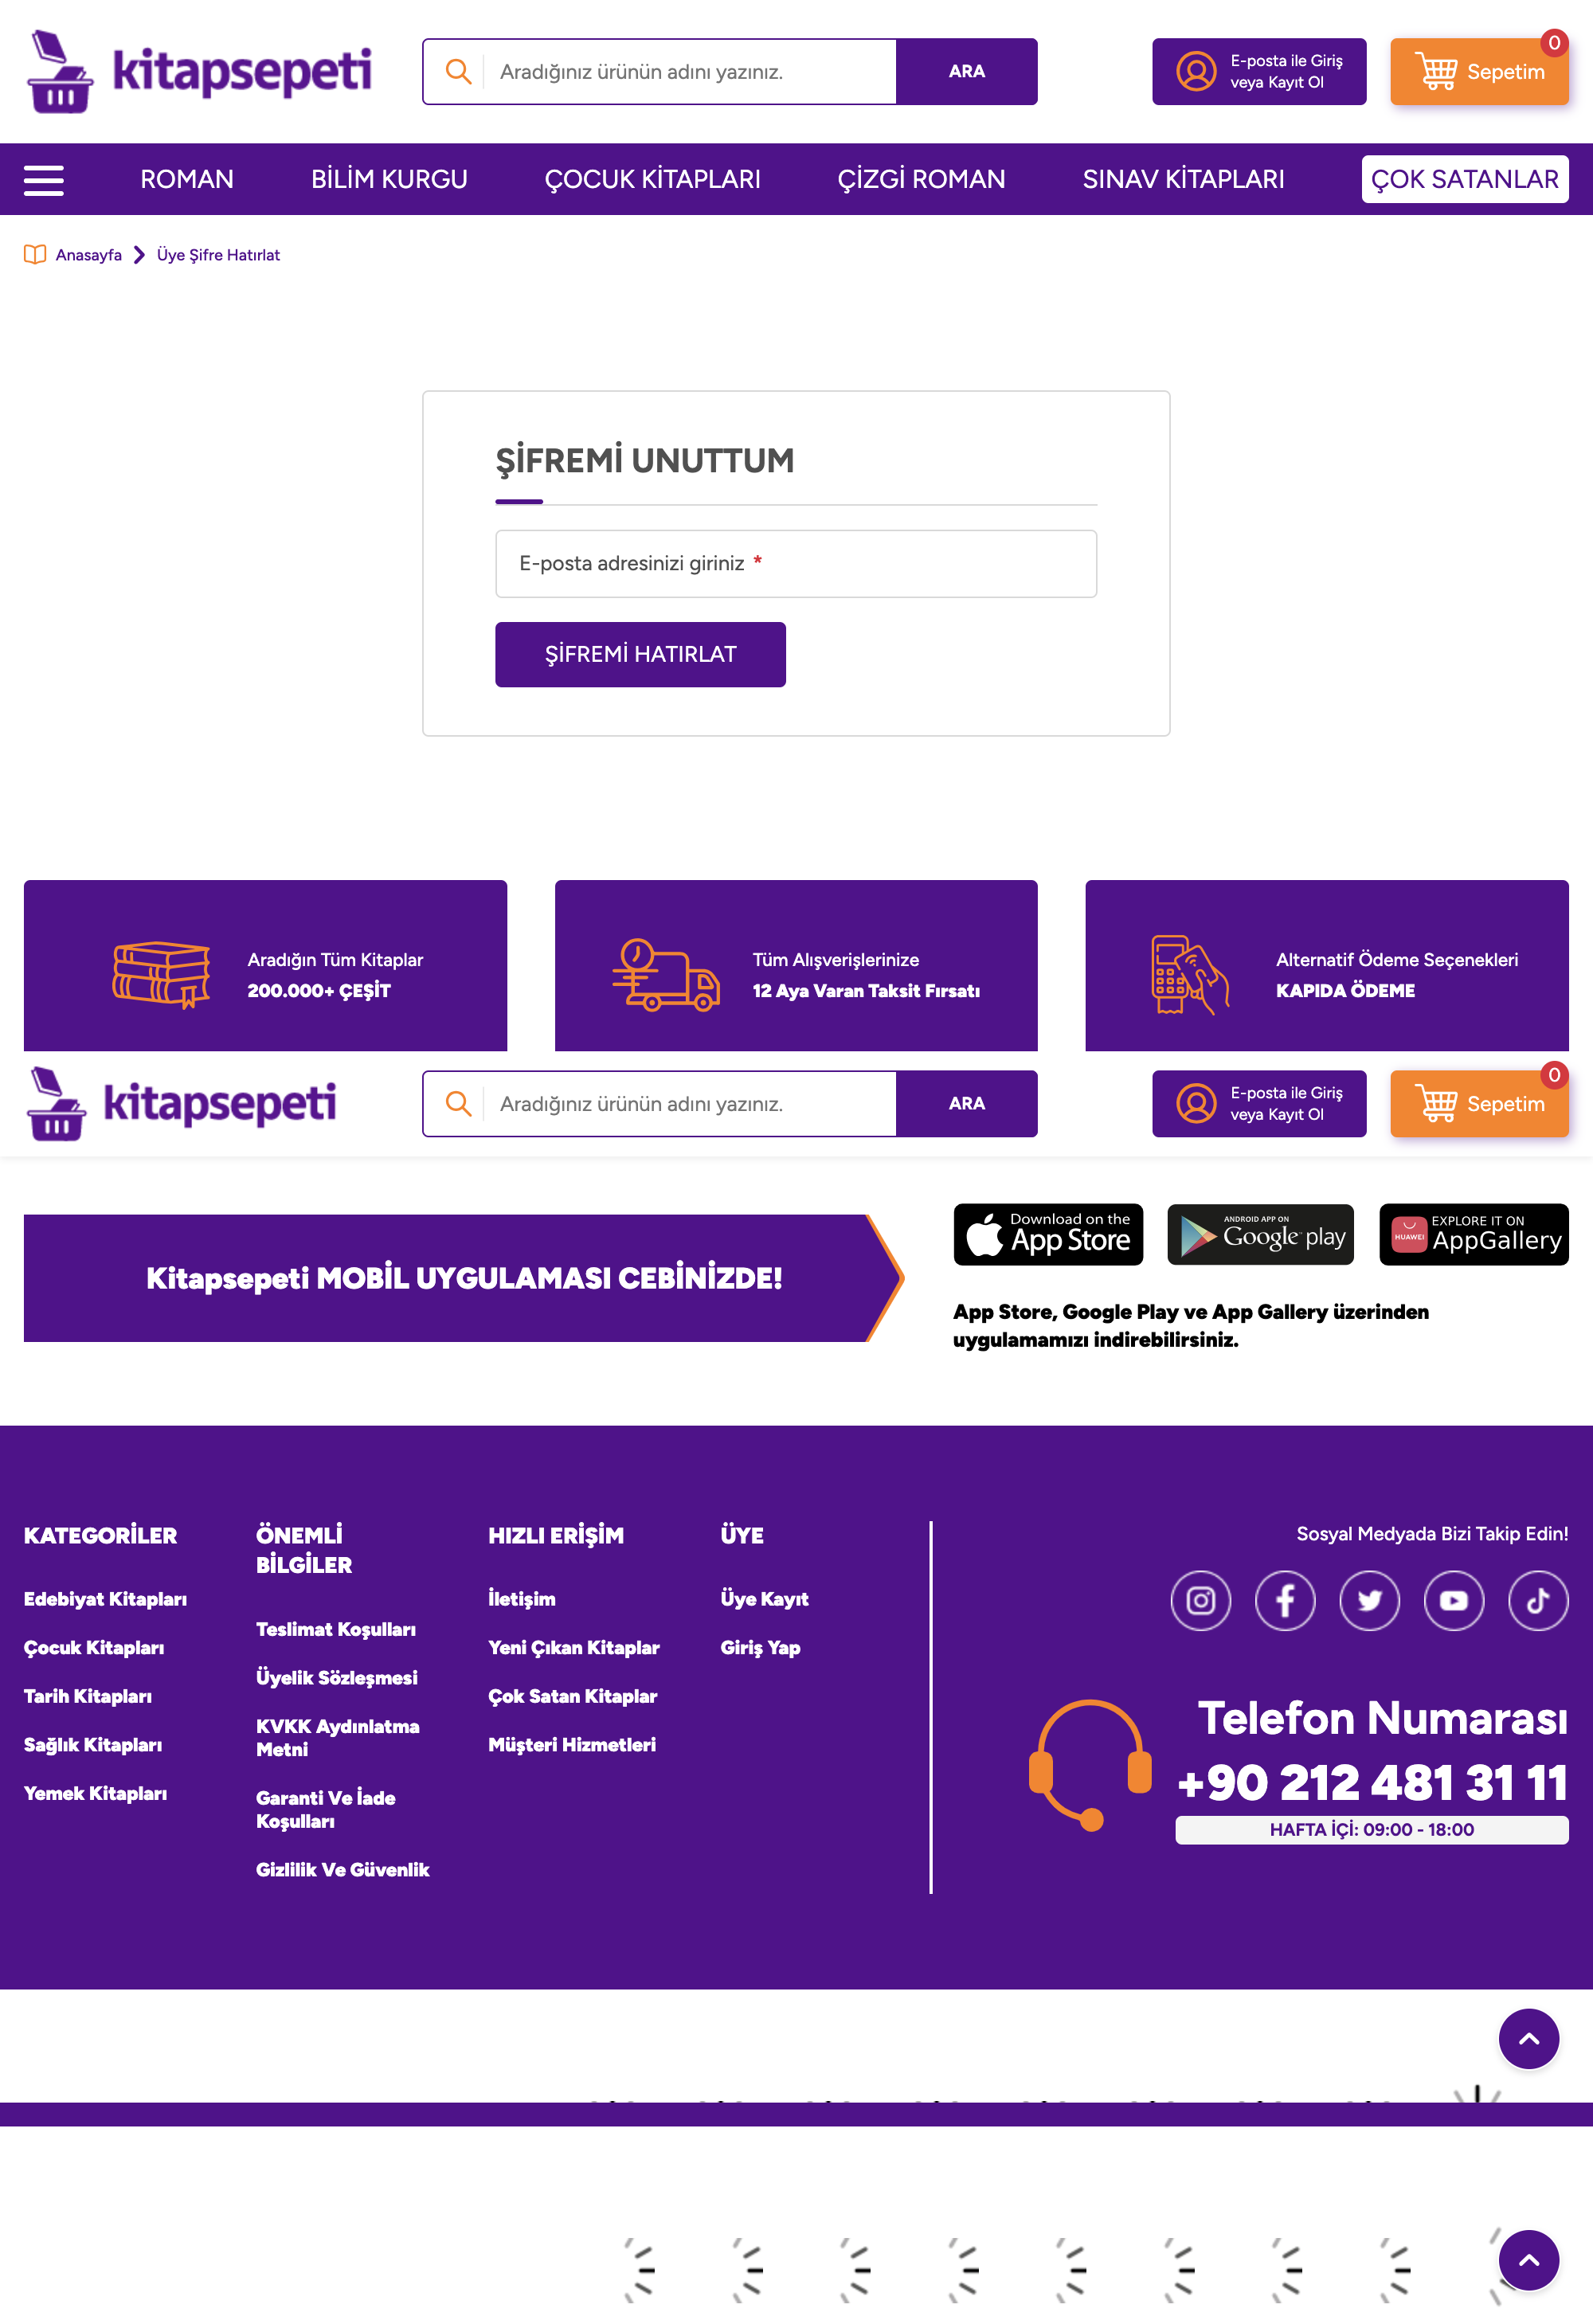 kitapsepeti
Aradığınız ürünün adını yazınız.
ARA
E-posta ile Giriş
veya Kayıt Ol
0
Sepetim
ROMAN
BİLİM KURGU
ÇOCUK KİTAPLARI
ÇİZGİ ROMAN
SINAV KİTAPLARI
ÇOK SATANLAR
Anasayfa
Üye Şifre Hatırlat
ŞİFREMİ UNUTTUM
E-posta adresinizi giriniz *
ŞİFREMİ HATIRLAT
Aradığın Tüm Kitaplar
200.000+ ÇEŞİT
Tüm Alışverişlerinize
12 Aya Varan Taksit Fırsatı
Alternatif Ödeme Seçenekleri
KAPIDA ÖDEME
kitapsepeti
Aradığınız ürünün adını yazınız.
ARA
E-posta ile Giriş
veya Kayıt Ol
0
Sepetim
Kitapsepeti MOBİL UYGULAMASI CEBİNİZDE!
Download on the
App Store
ANDROID APP ON
Google play
HUAWEI
EXPLORE IT ON
AppGallery
App Store, Google Play ve App Gallery üzerinden
uygulamamızı indirebilirsiniz.
KATEGORİLER
Edebiyat Kitapları
Çocuk Kitapları
Tarih Kitapları
Sağlık Kitapları
Yemek Kitapları
ÖNEMLİ
BİLGİLER
Teslimat Koşulları
Üyelik Sözleşmesi
KVKK Aydınlatma
Metni
Garanti Ve İade
Koşulları
Gizlilik Ve Güvenlik
HIZLI ERİŞİM
İletişim
Yeni Çıkan Kitaplar
Çok Satan Kitaplar
Müşteri Hizmetleri
ÜYE
Üye Kayıt
Giriş Yap
Sosyal Medyada Bizi Takip Edin!
Telefon Numarası
+90 212 481 31 11
HAFTA İÇİ: 09:00 - 18:00